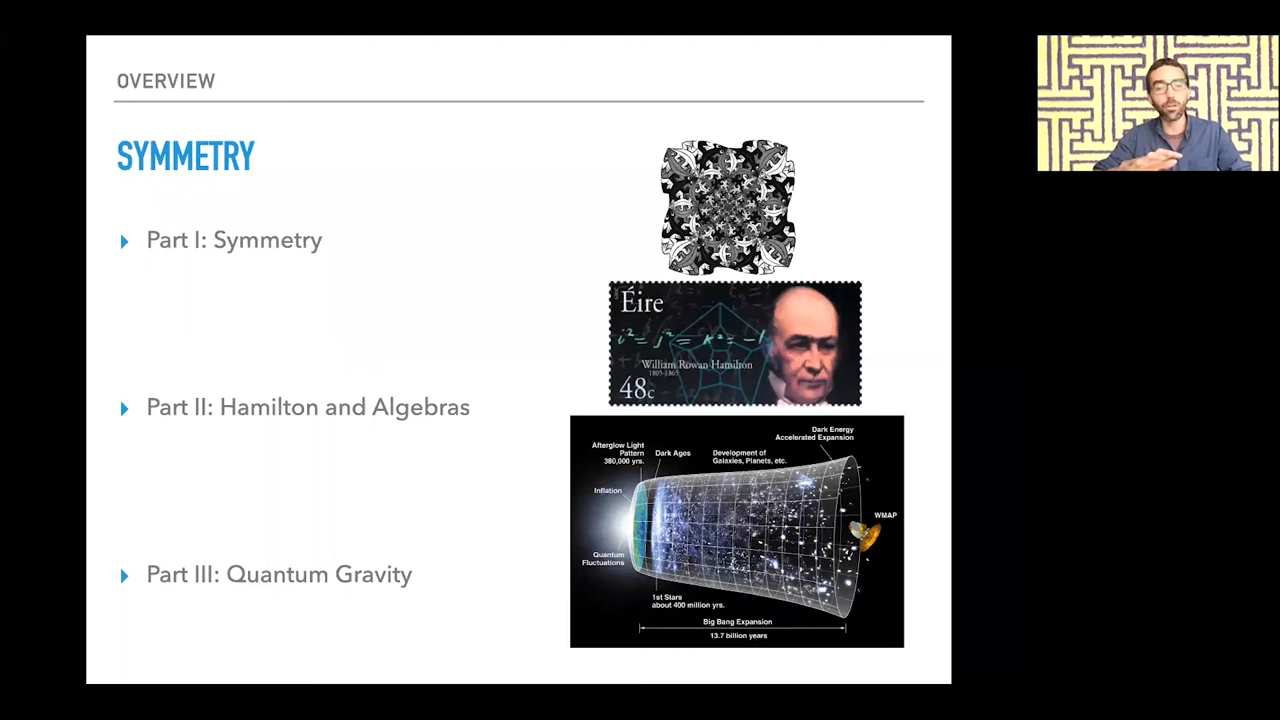 OVERVIEW
SYMMETRY
Part I: Symmetry
Part II: Hamilton and Algebras
Part III: Quantum Gravity
Éire
i² = j² = k² = -1
William Rowan Hamilton
1805-1865
48c
Dark Energy
Accelerated Expansion
Afterglow Light
Pattern
380,000 yrs.
Dark Ages
Development of
Galaxies, Planets, etc.
Inflation
WMAP
Quantum
Fluctuations
1st Stars
about 400 million yrs.
Big Bang Expansion
13.7 billion years